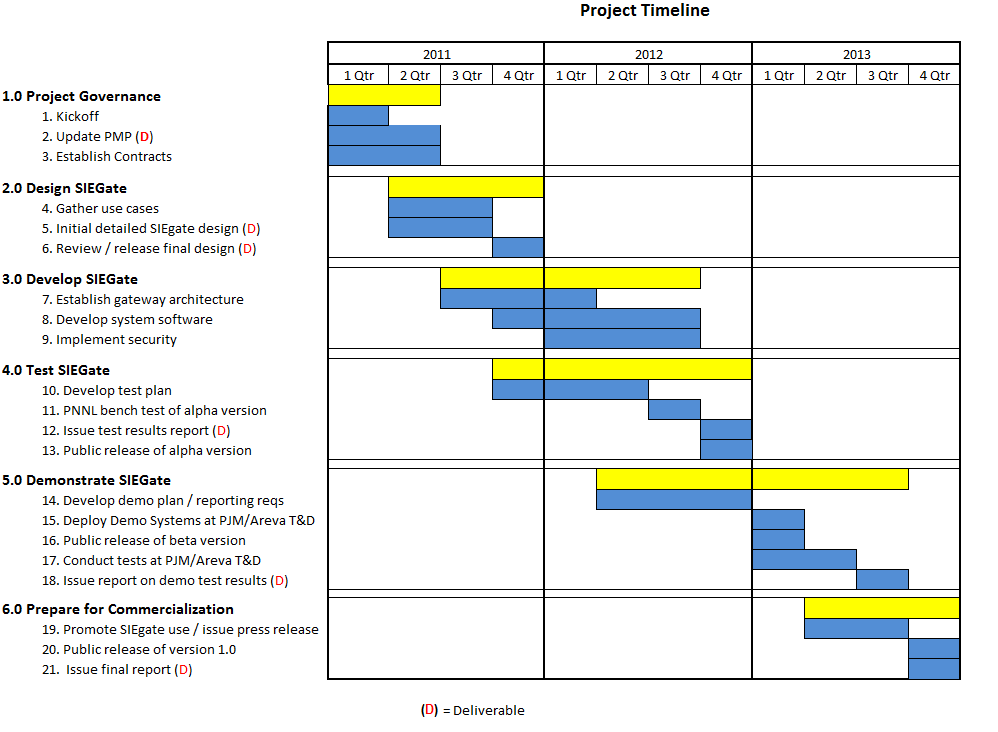 Project Timeline
2011 2012 2013
1 Qtr 2 Qtr 3 Qtr 4 Qtr 1 Qtr 2 Qtr 3 Qtr 4 Qtr 1 Qtr 2 Qtr 3 Qtr 4 Qtr
1.0 Project Governance
1. Kickoff
2. Update PMP (D)
3. Establish Contracts
2.0 Design SIEGate
4. Gather use cases
5. Initial detailed SIEgate design (D)
6. Review / release final design (D)
3.0 Develop SIEGate
7. Establish gateway architecture
8. Develop system software
9. Implement security
4.0 Test SIEGate
10. Develop test plan
11. PNNL bench test of alpha version
12. Issue test results report (D)
13. Public release of alpha version
5.0 Demonstrate SIEGate
14. Develop demo plan / reporting reqs
15. Deploy Demo Systems at PJM/Areva T&D
16. Public release of beta version
17. Conduct tests at PJM/Areva T&D
18. Issue report on demo test results (D)
6.0 Prepare for Commercialization
19. Promote SIEgate use / issue press release
20. Public release of version 1.0
21. Issue final report (D)
(D) = Deliverable